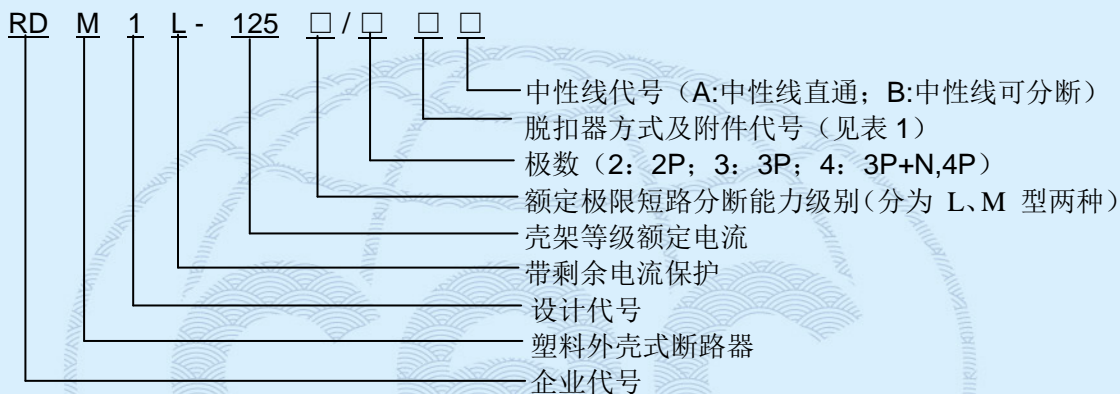 RD M 1 L - 125 □ / □ □ □
中性线代号（A:中性线直通；B:中性线可分断）
脱扣器方式及附件代号（见表 1）
极数（2：2P；3：3P；4：3P+N,4P）
额定极限短路分断能力级别（分为 L、M 型两种）
壳架等级额定电流
带剩余电流保护
设计代号
塑料外壳式断路器
企业代号